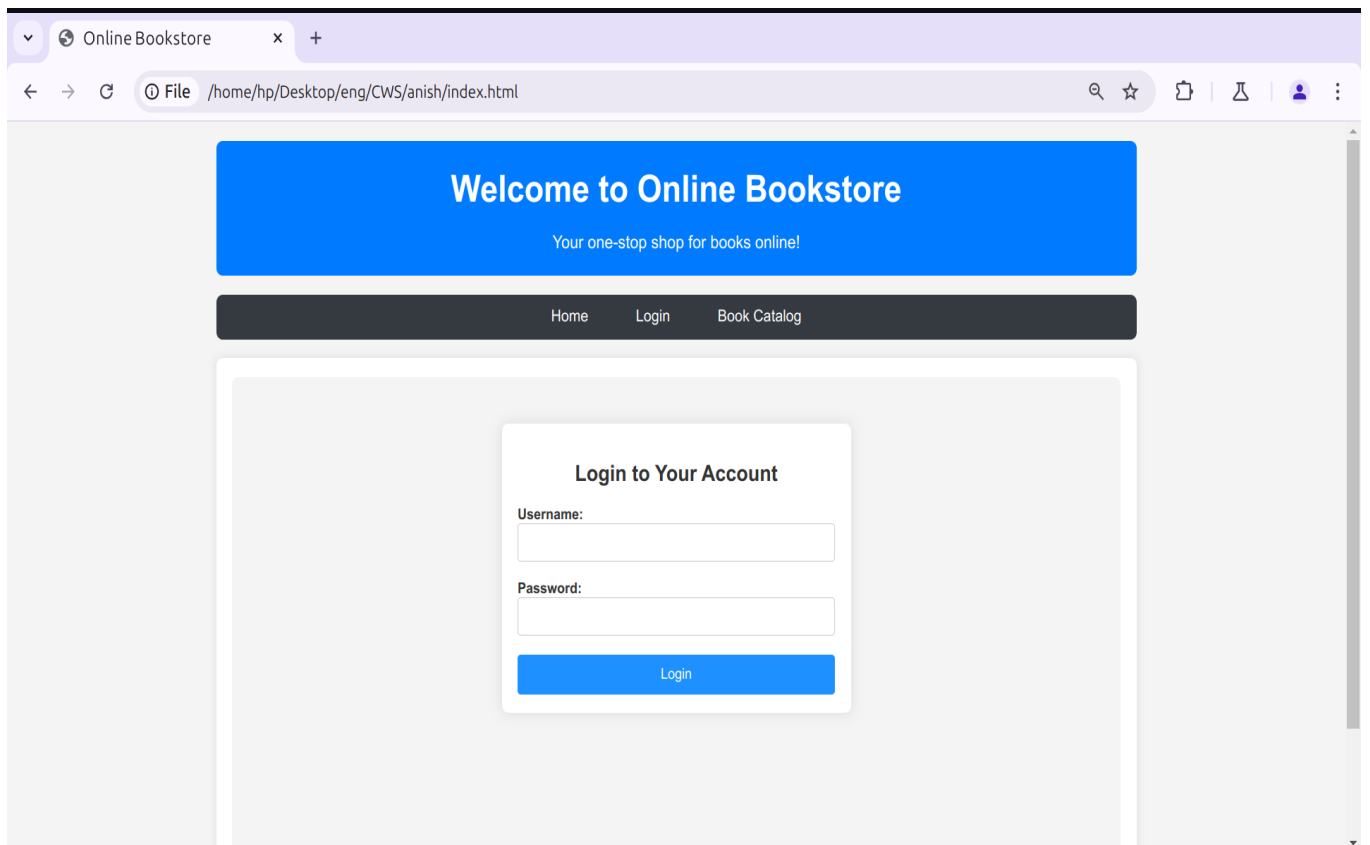 Online Bookstore
File /home/hp/Desktop/eng/CWS/anish/index.html
Welcome to Online Bookstore
Your one-stop shop for books online!
Home Login Book Catalog
Login to Your Account
Username:
Password:
Login